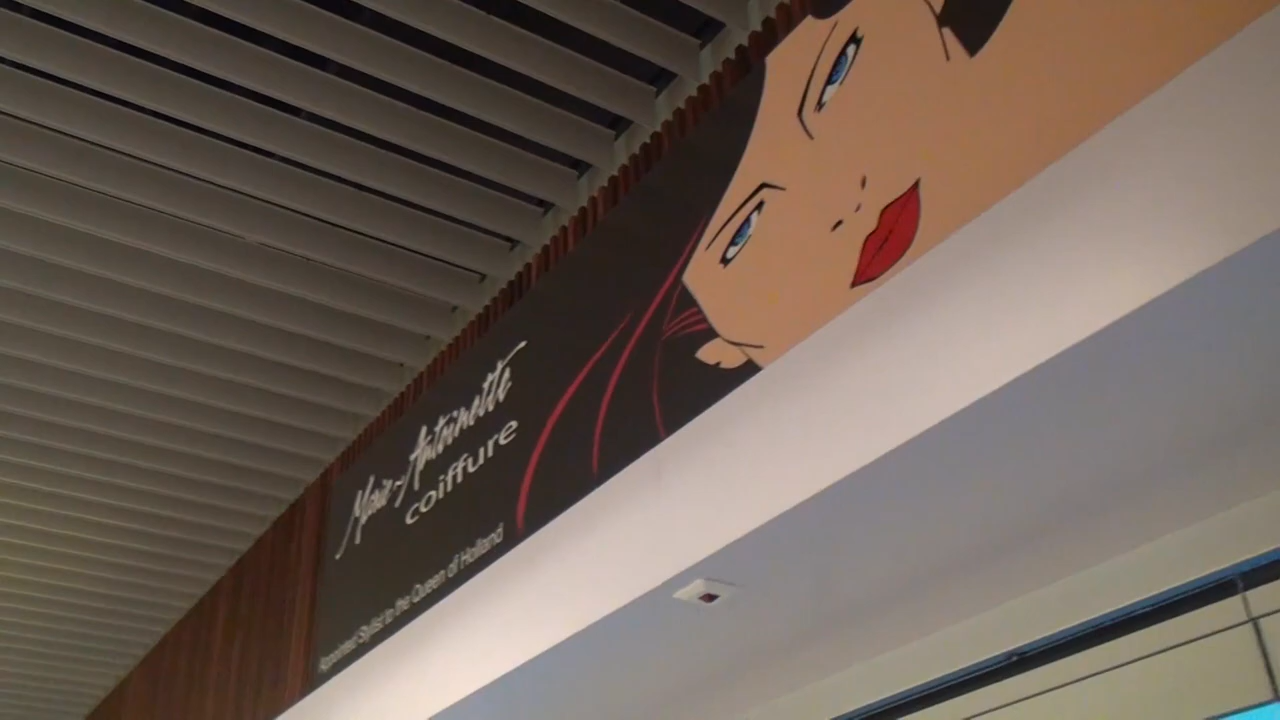 Marie-Antoinette
coiffure
Appointed Stylist to the Queen of Holland